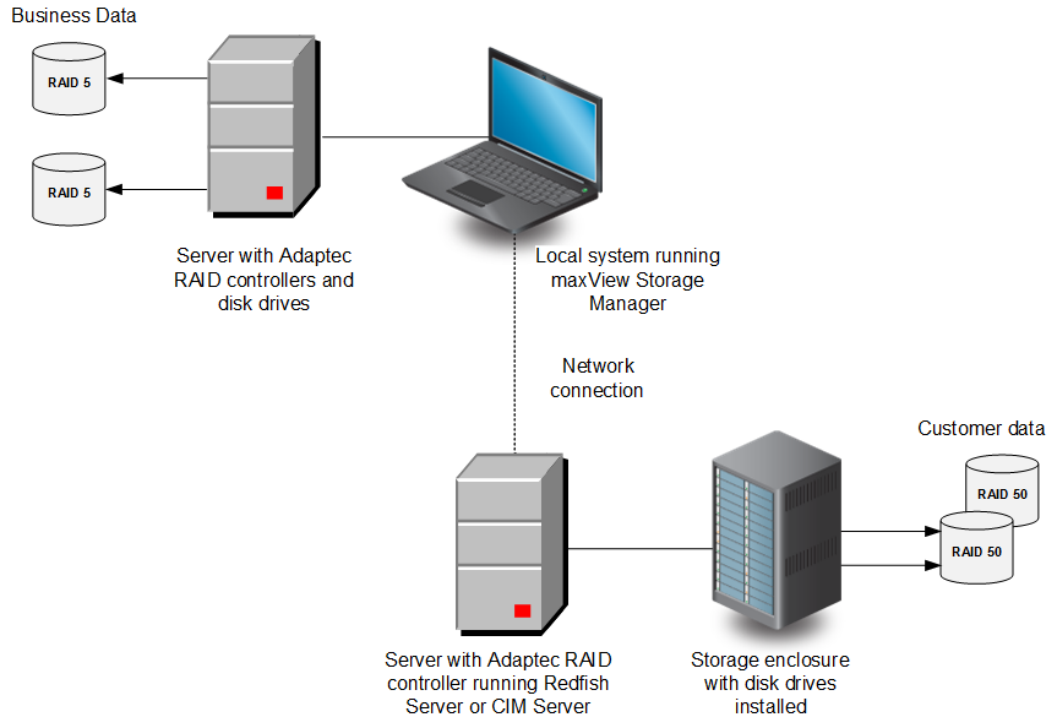 Business Data
RAID 5
RAID 5
Server with Adaptec
RAID controllers and
disk drives
Local system running
maxView Storage
Manager
Network
connection
Customer data
RAID 50
RAID 50
Server with Adaptec RAID
controller running Redfish
Server or CIM Server
Storage enclosure
with disk drives
installed